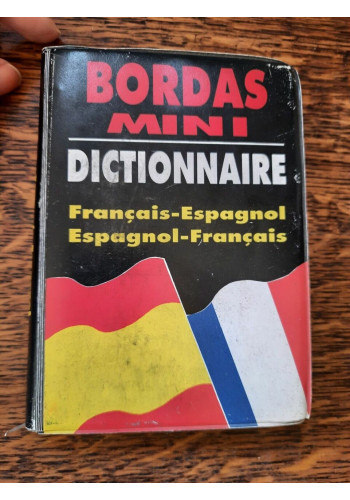 BORDAS
MINI
DICTIONNAIRE
Français-Espagnol
Espagnol-Français